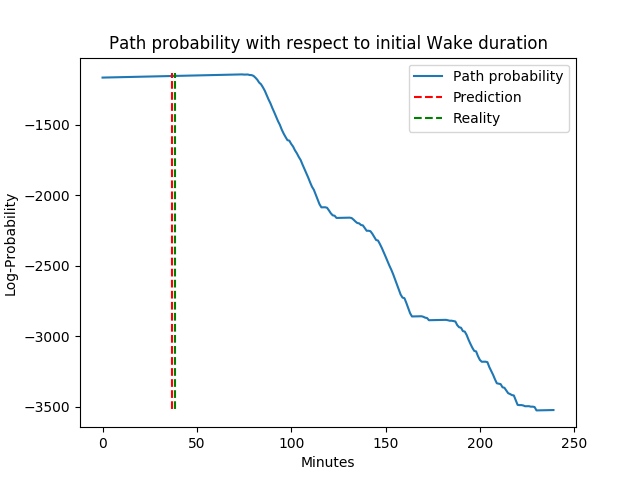 Path probability with respect to initial Wake duration
Path probability
Prediction
Reality
Log-Probability
−1500
−2000
−2500
−3000
−3500
0 50 100 150 200 250
Minutes